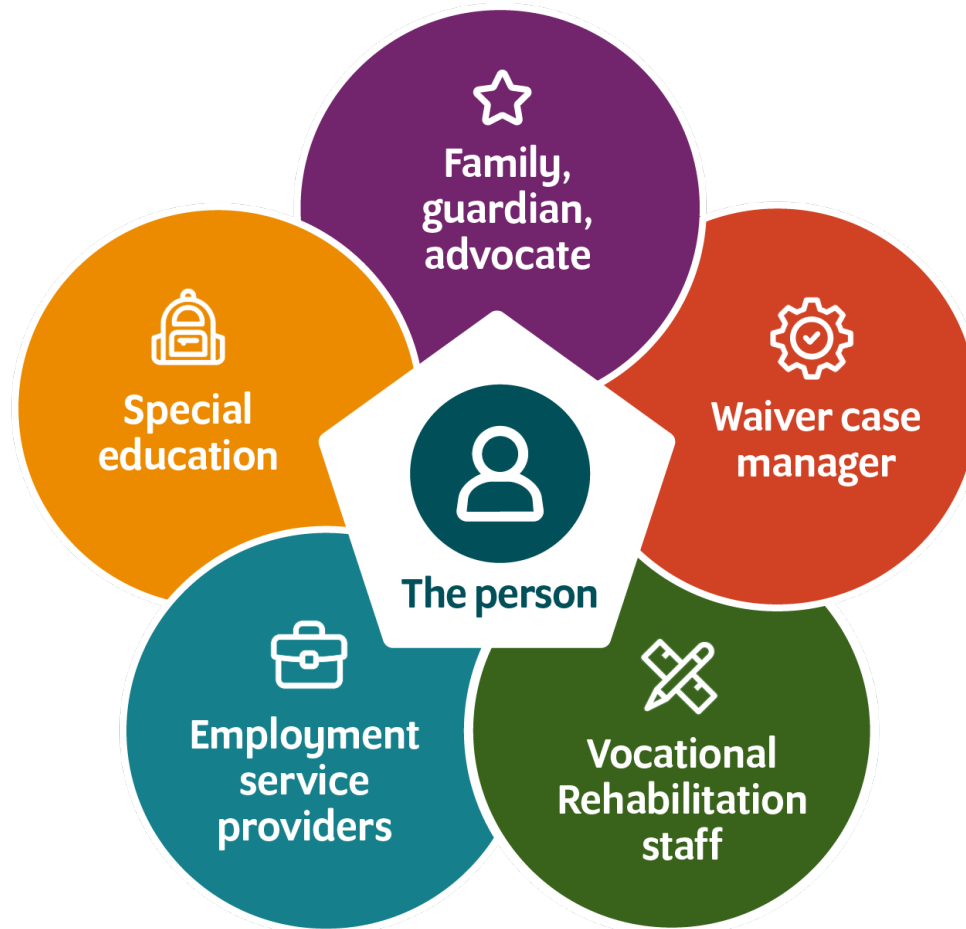 Family,
guardian,
advocate
Waiver case
manager
Vocational
Rehabilitation
staff
Employment
service
providers
Special
education
The person